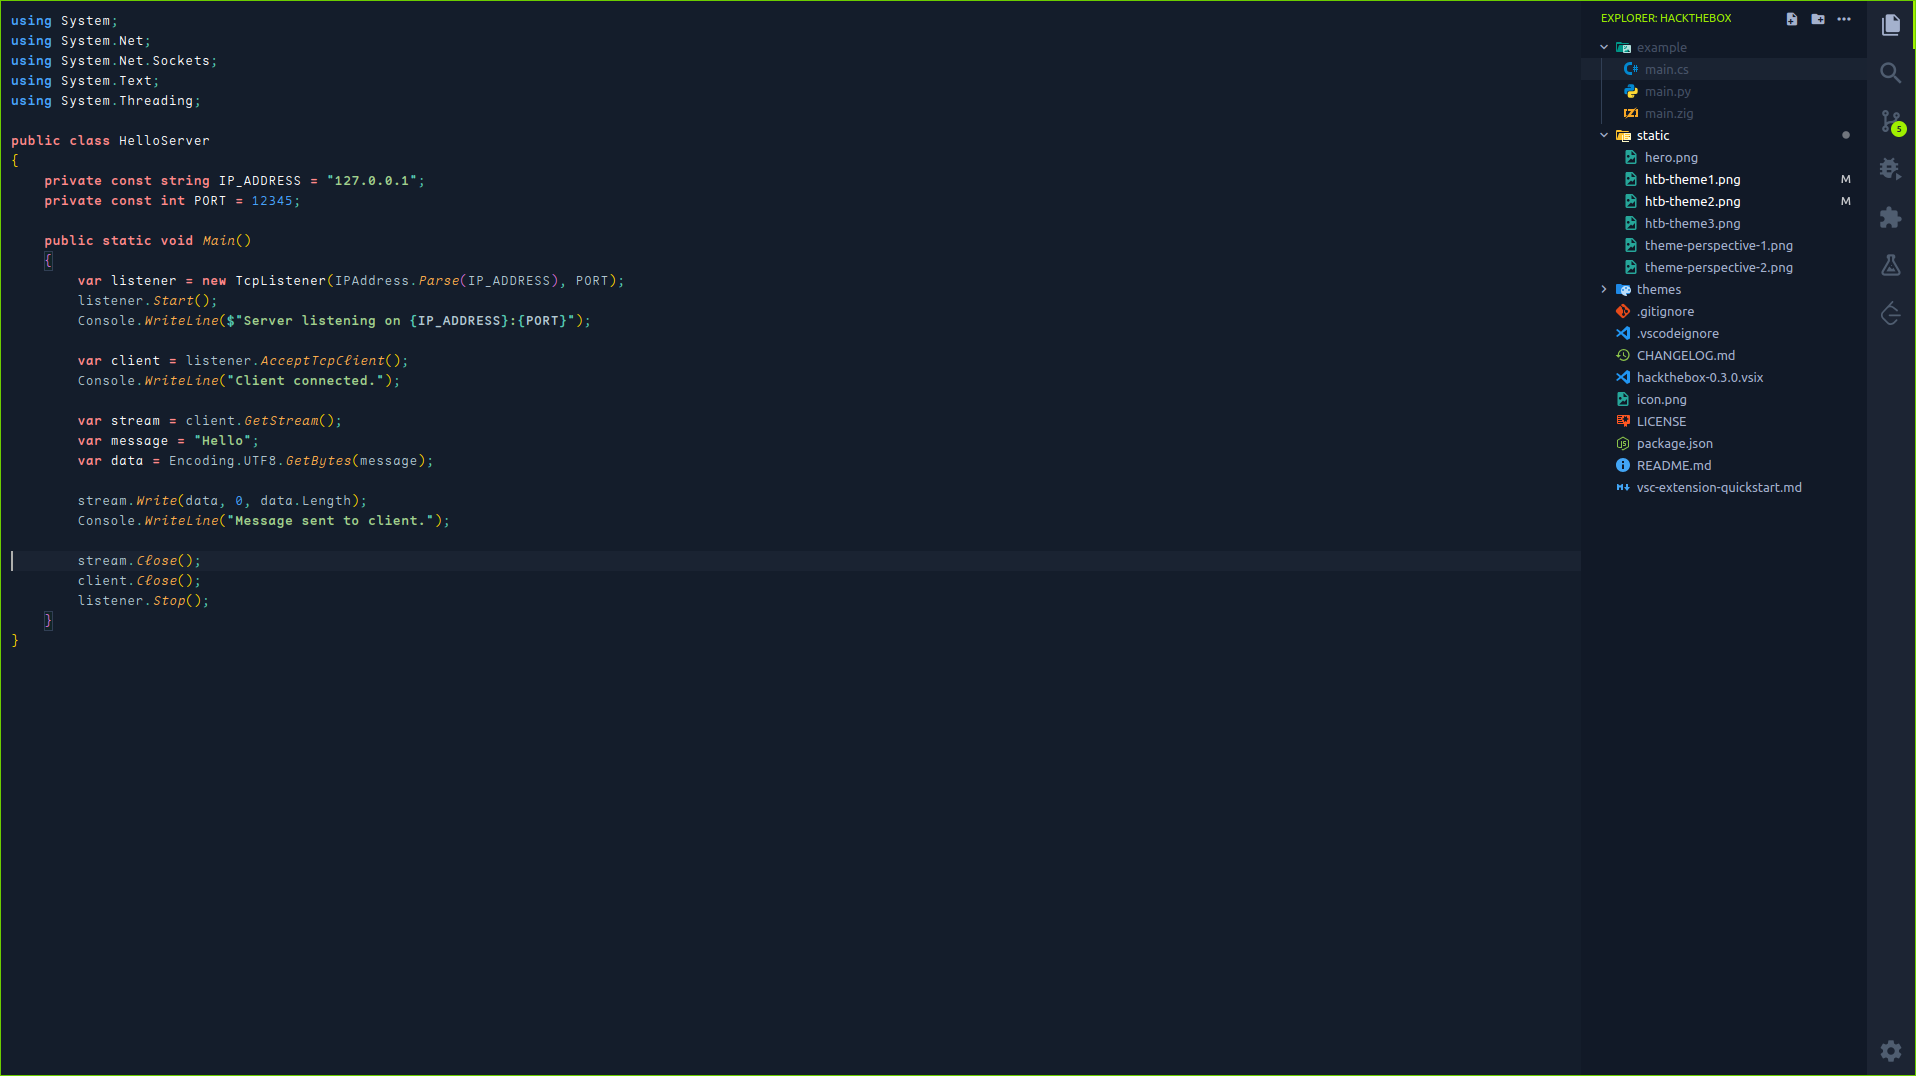 using System;
using System.Net;
using System.Net.Sockets;
using System.Text;
using System.Threading;
public class HelloServer
{
private const string IP_ADDRESS = "127.0.0.1";
private const int PORT = 12345;
public static void Main()
{
var listener = new TcpListener(IPAddress.Parse(IP_ADDRESS), PORT);
listener.Start();
Console.WriteLine($"Server listening on {IP_ADDRESS}:{PORT}");
var client = listener.AcceptTcpClient();
Console.WriteLine("Client connected.");
var stream = client.GetStream();
var message = "Hello";
var data = Encoding.UTF8.GetBytes(message);
stream.Write(data, 0, data.Length);
Console.WriteLine("Message sent to client.");
stream.Close();
client.Close();
listener.Stop();
}
}
EXPLORER: HACKTHEBOX
example
main.cs
main.py
main.zig
static
hero.png
htb-theme1.png M
htb-theme2.png M
htb-theme3.png
theme-perspective-1.png
theme-perspective-2.png
themes
.gitignore
.vscodeignore
CHANGELOG.md
hackthebox-0.3.0.vsix
icon.png
LICENSE
package.json
README.md
vsc-extension-quickstart.md
5